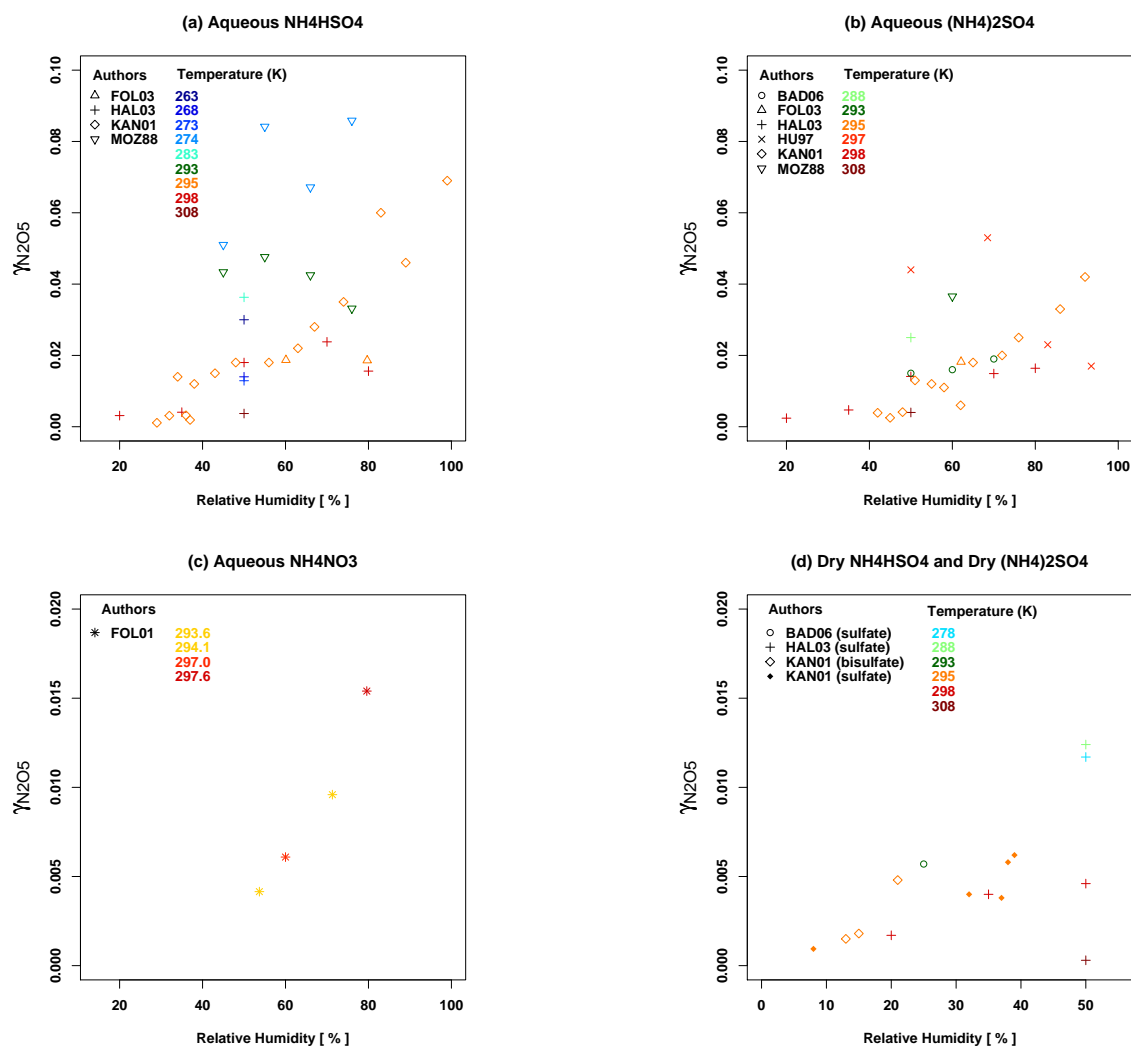 (a) Aqueous NH4HSO4
Authors Temperature (K)
FOL03 263
HAL03 268
KAN01 273
MOZ88 274
283
293
295
298
308
0.10
0.08
0.06
0.04
0.02
0.00
γN2O5
20 40 60 80 100
Relative Humidity [ % ]
(b) Aqueous (NH4)2SO4
Authors Temperature (K)
BAD06 288
FOL03 293
HAL03 295
HU97 297
KAN01 298
MOZ88 308
0.10
0.08
0.06
0.04
0.02
0.00
γN2O5
20 40 60 80 100
Relative Humidity [ % ]
(c) Aqueous NH4NO3
Authors
FOL01 293.6
294.1
297.0
297.6
0.020
0.015
0.010
0.005
0.000
γN2O5
20 40 60 80 100
Relative Humidity [ % ]
(d) Dry NH4HSO4 and Dry (NH4)2SO4
Authors Temperature (K)
BAD06 (sulfate) 278
HAL03 (sulfate) 288
KAN01 (bisulfate) 293
KAN01 (sulfate) 295
298
308
0.020
0.015
0.010
0.005
0.000
γN2O5
0 10 20 30 40 50
Relative Humidity [ % ]